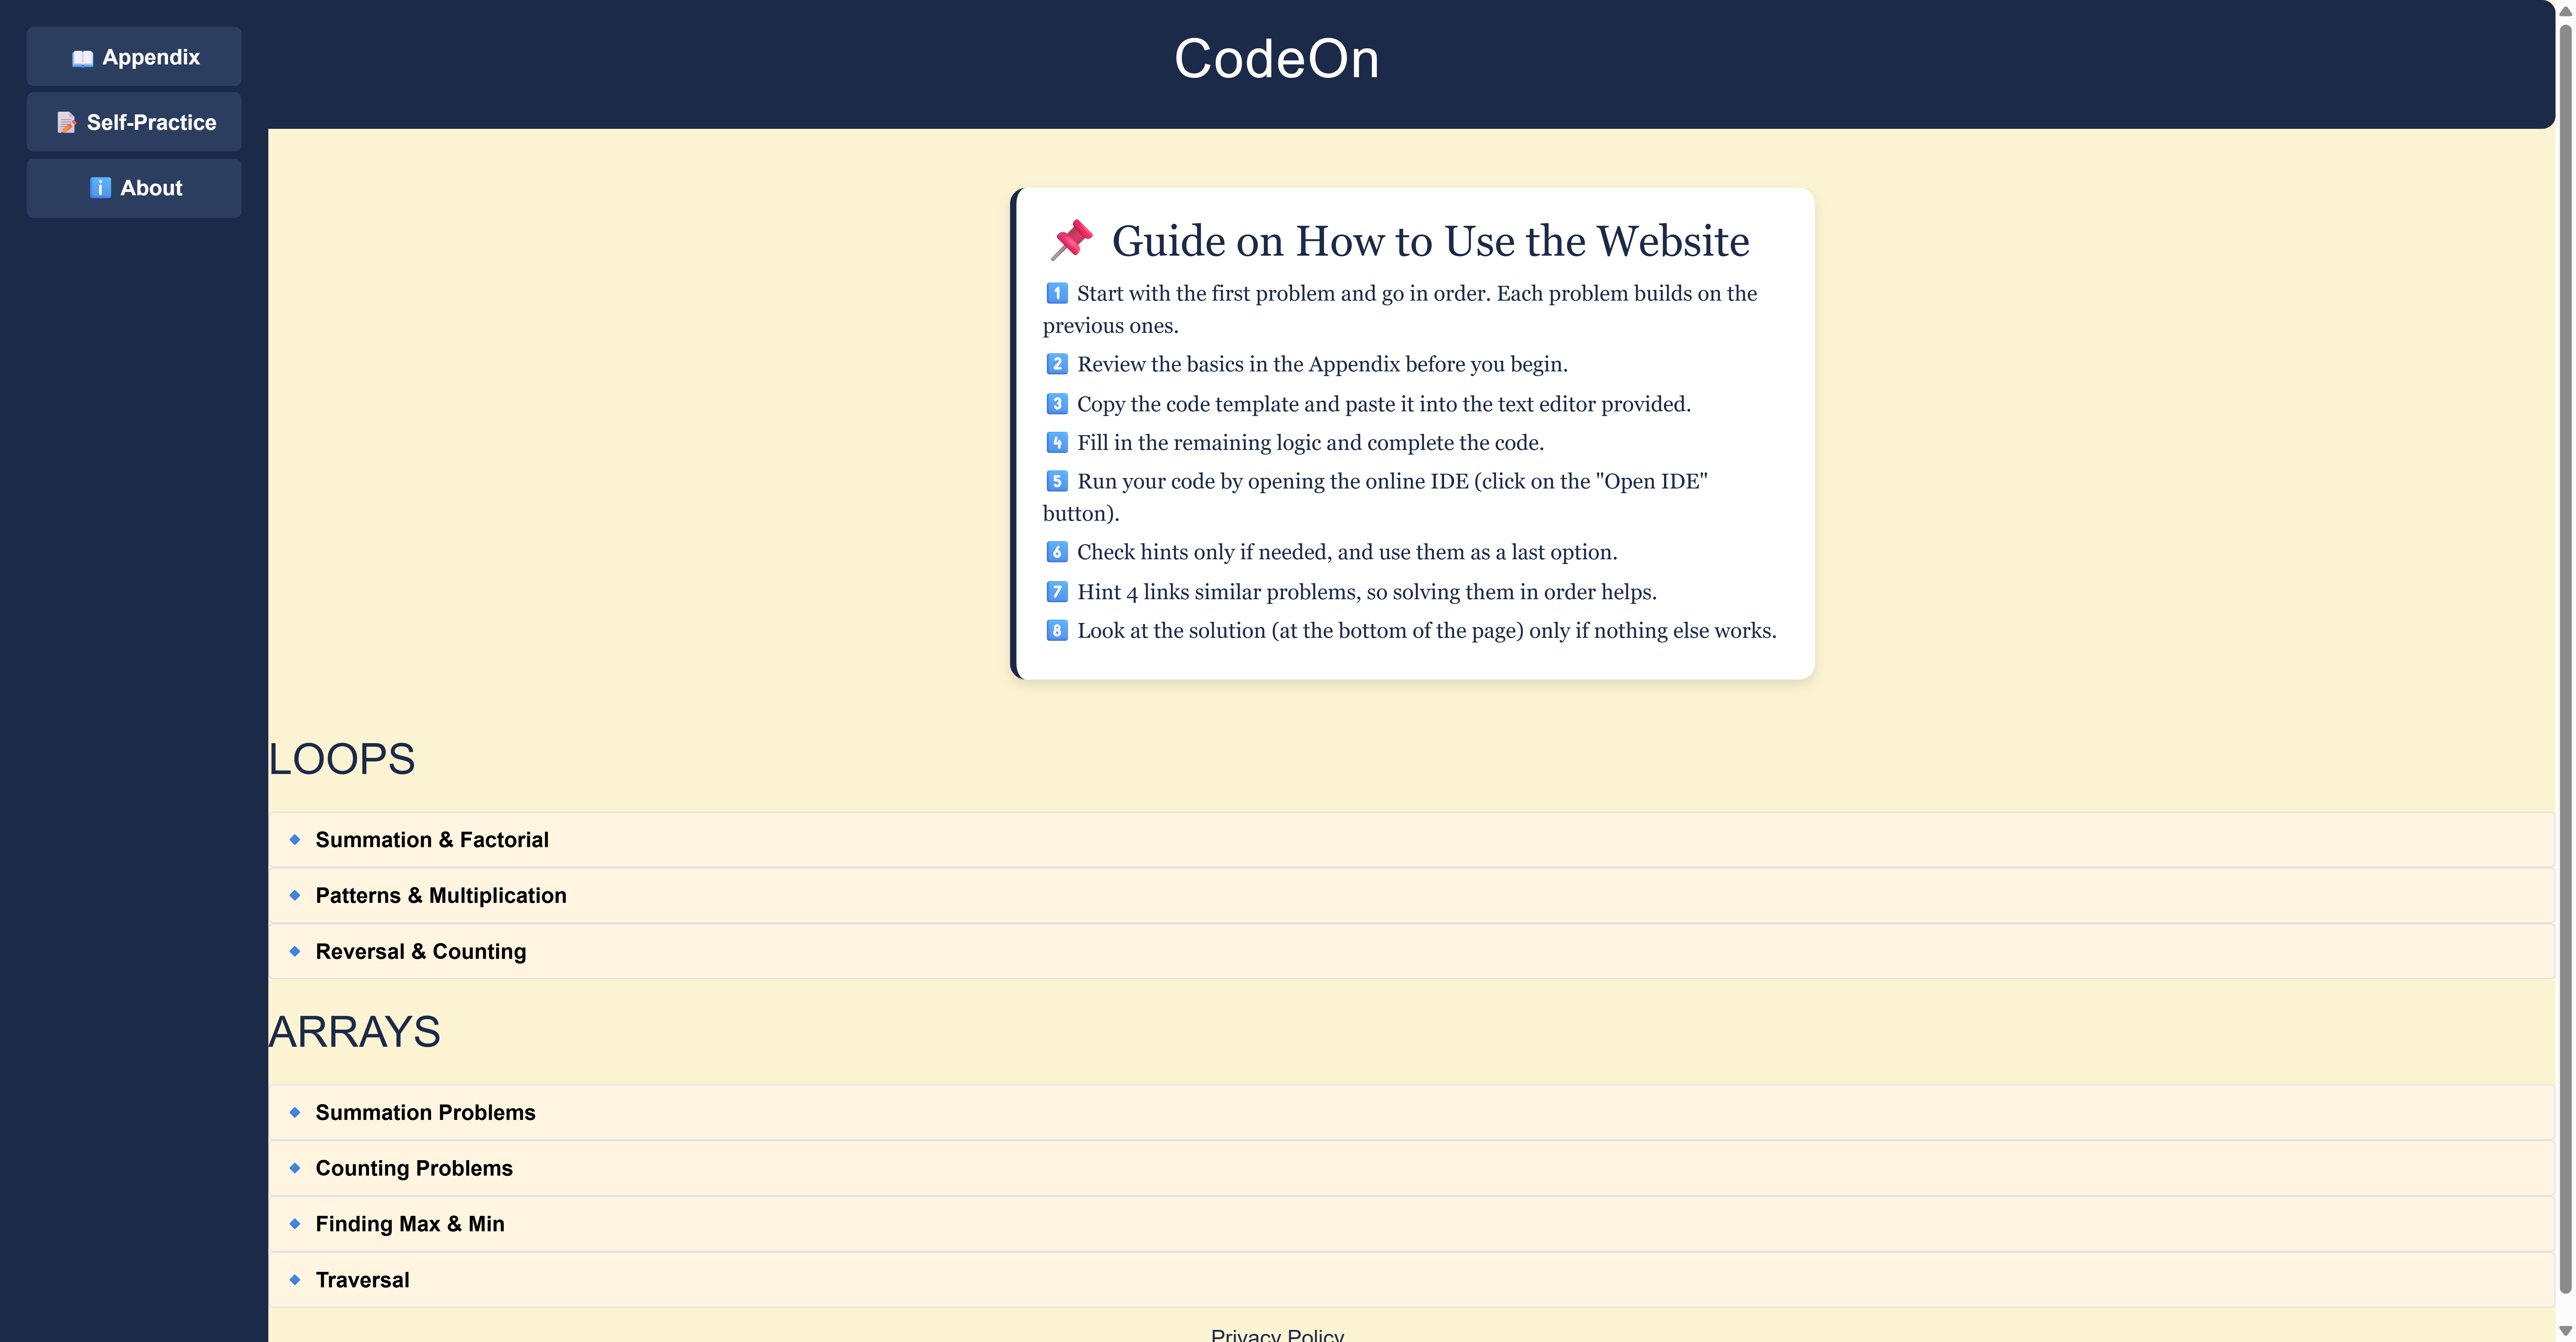 📖 Appendix
📝 Self-Practice
ℹ️ About
CodeOn
📌 Guide on How to Use the Website
1️⃣ Start with the first problem and go in order. Each problem builds on the
previous ones.
2️⃣ Review the basics in the Appendix before you begin.
3️⃣ Copy the code template and paste it into the text editor provided.
4️⃣ Fill in the remaining logic and complete the code.
5️⃣ Run your code by opening the online IDE (click on the "Open IDE"
button).
6️⃣ Check hints only if needed, and use them as a last option.
7️⃣ Hint 4 links similar problems, so solving them in order helps.
8️⃣ Look at the solution (at the bottom of the page) only if nothing else works.
LOOPS
🔹 Summation & Factorial
🔹 Patterns & Multiplication
🔹 Reversal & Counting
ARRAYS
🔹 Summation Problems
🔹 Counting Problems
🔹 Finding Max & Min
🔹 Traversal
Privacy Policy